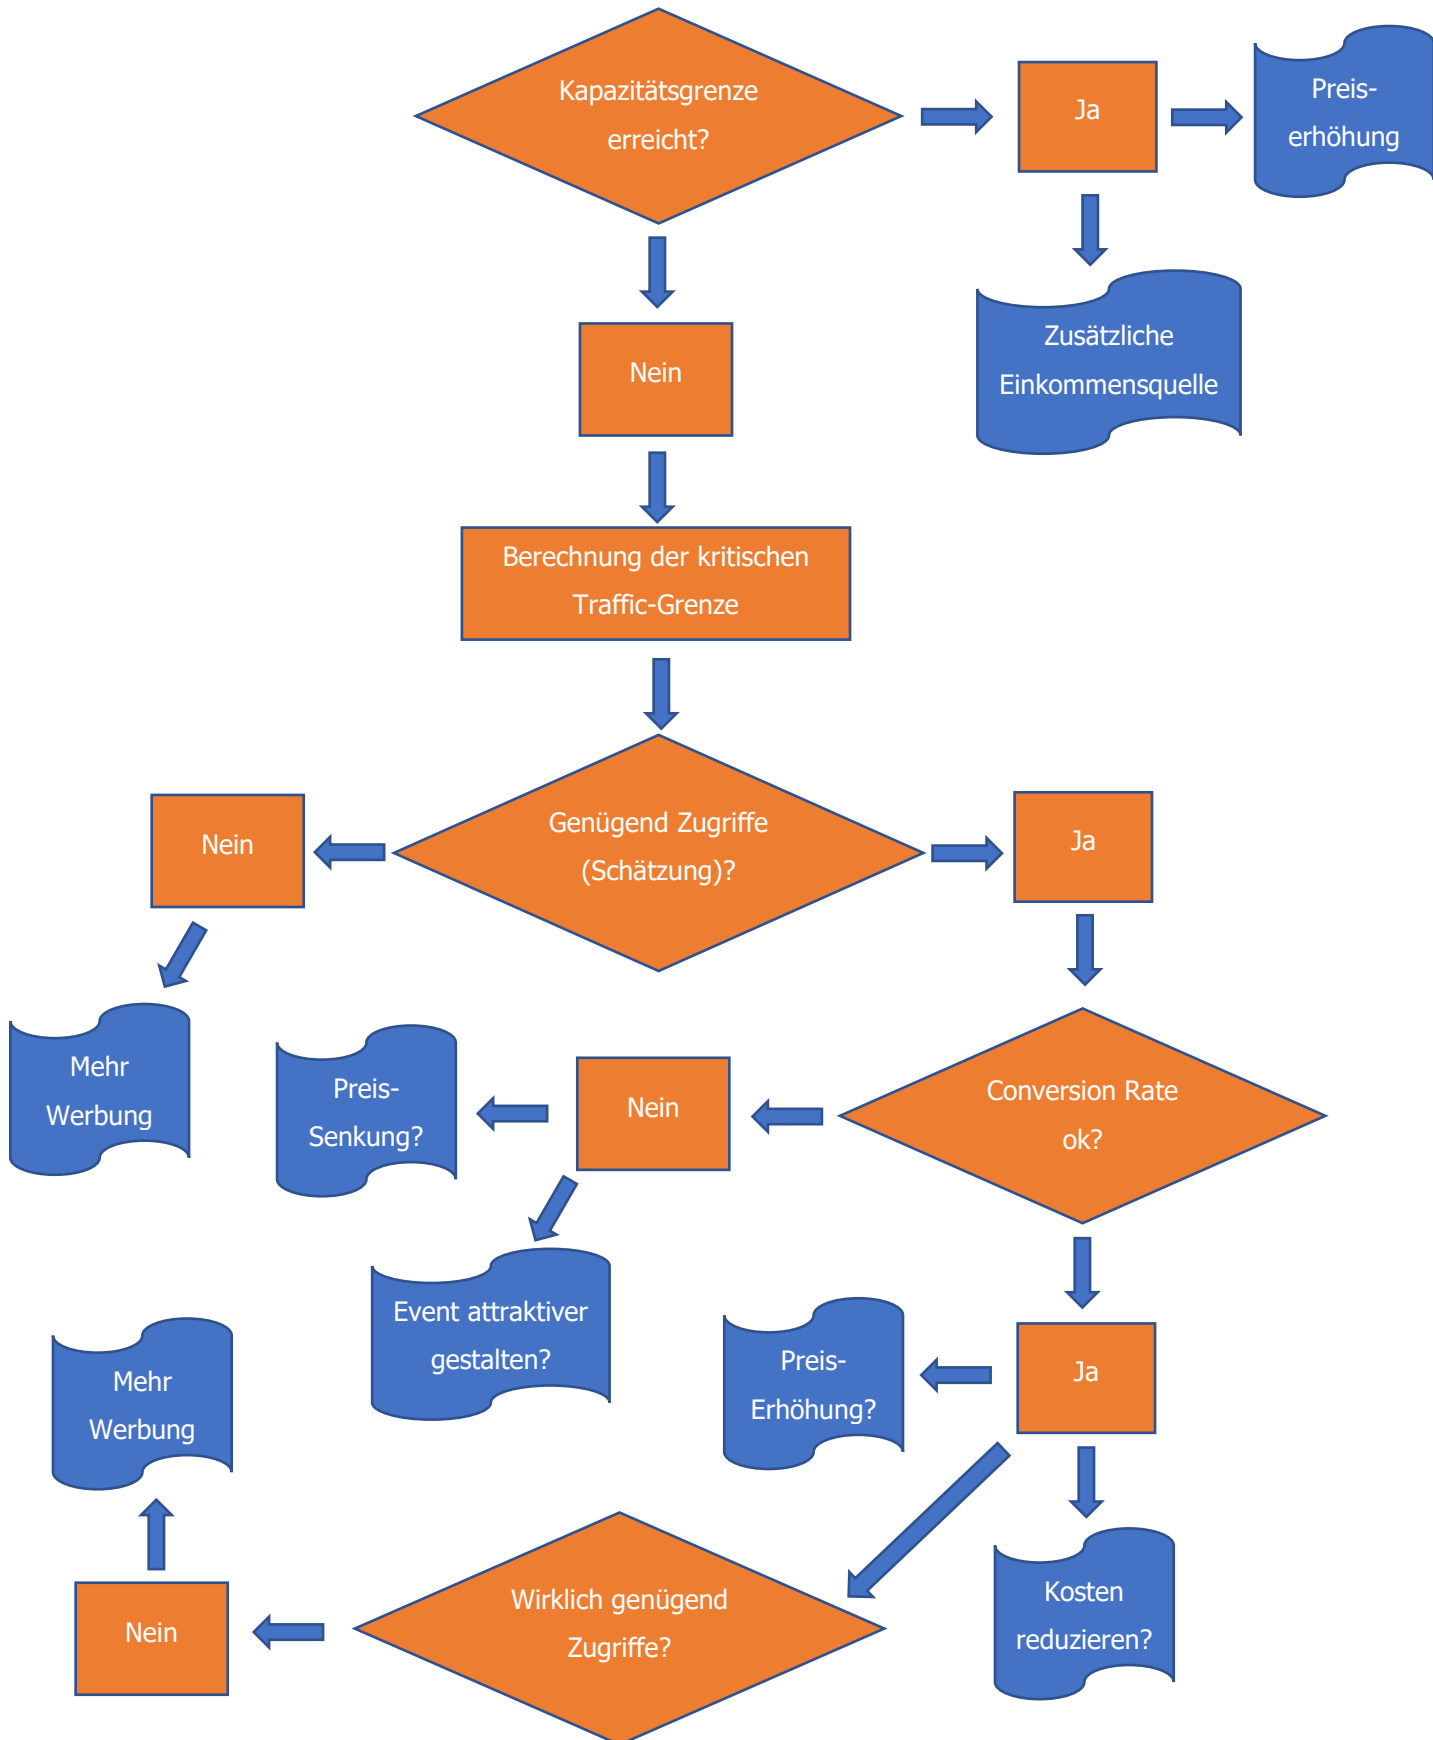 Kapazitätsgrenze
erreicht?
Ja
Preis-
erhöhung
Zusätzliche
Einkommensquelle
Nein
Berechnung der kritischen
Traffic-Grenze
Genügend Zugriffe
(Schätzung)?
Nein
Ja
Mehr
Werbung
Conversion Rate
ok?
Nein
Preis-
Senkung?
Event attraktiver
gestalten?
Ja
Preis-
Erhöhung?
Kosten
reduzieren?
Wirklich genügend
Zugriffe?
Nein
Mehr
Werbung